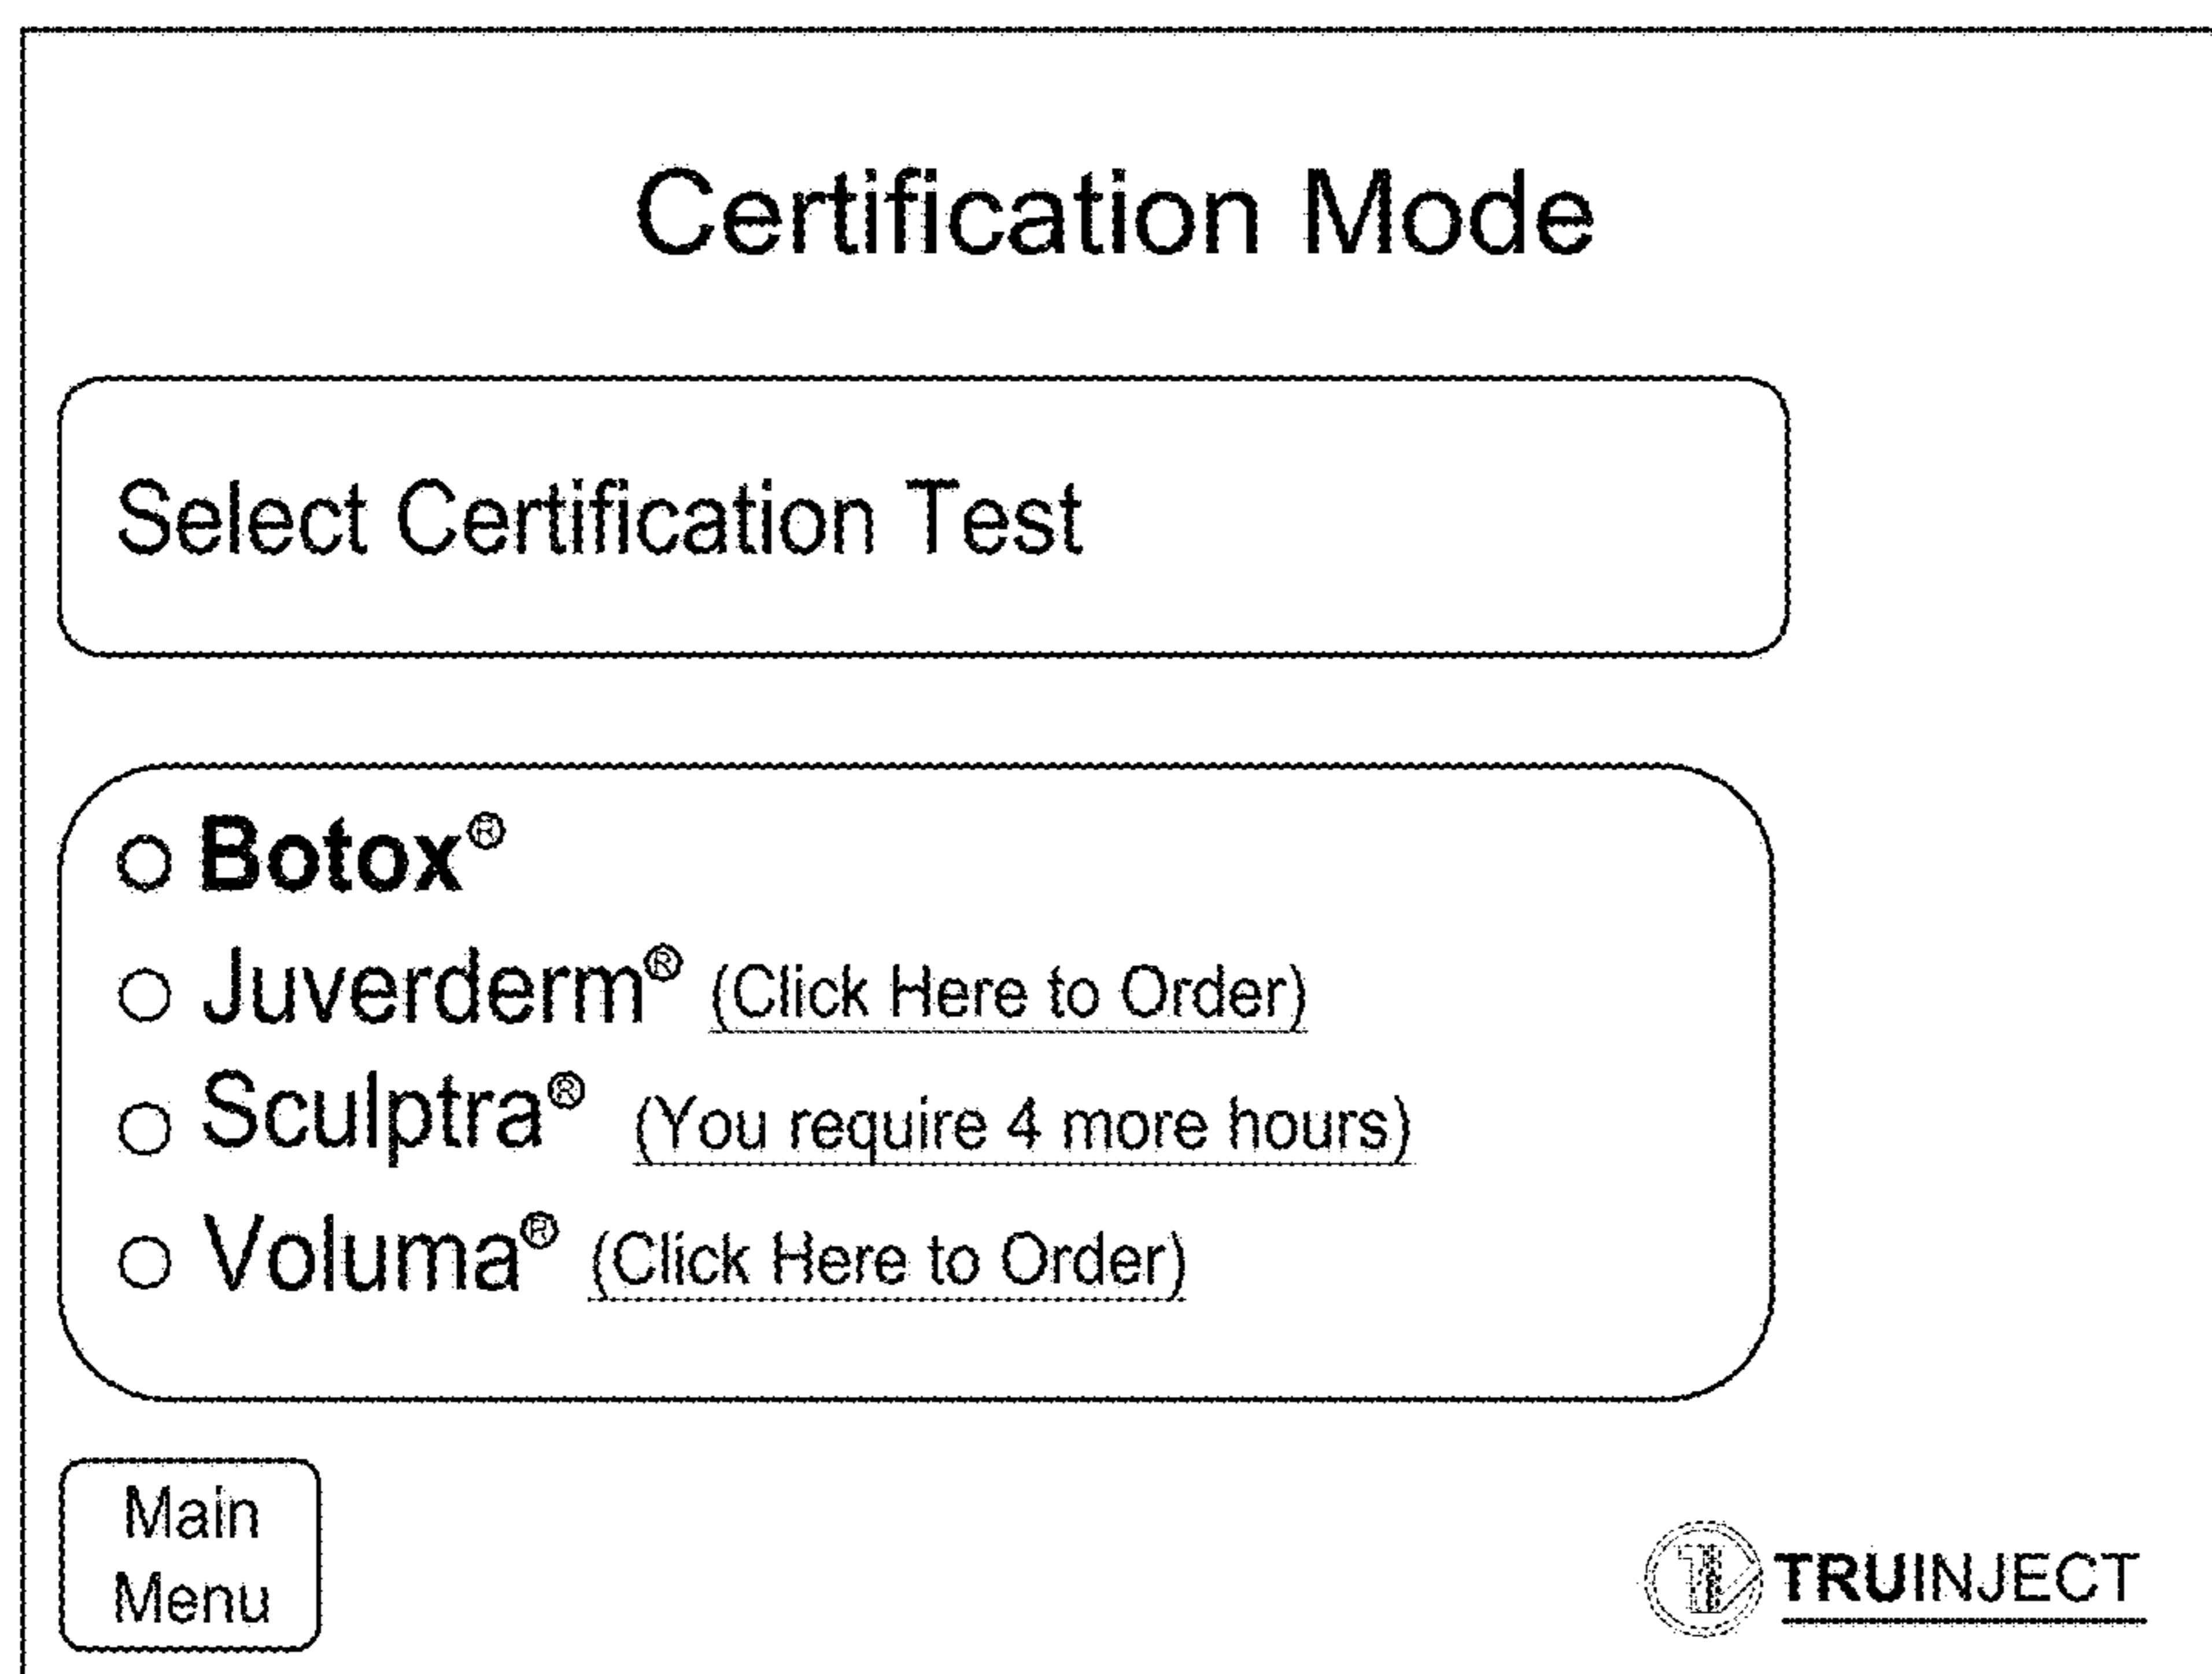 Certification Mode
Select Certification Test
Botox®
Juverderm® (Click Here to Order)
Sculptra® (You require 4 more hours)
Voluma® (Click Here to Order)
Main
Menu
TRUINJECT